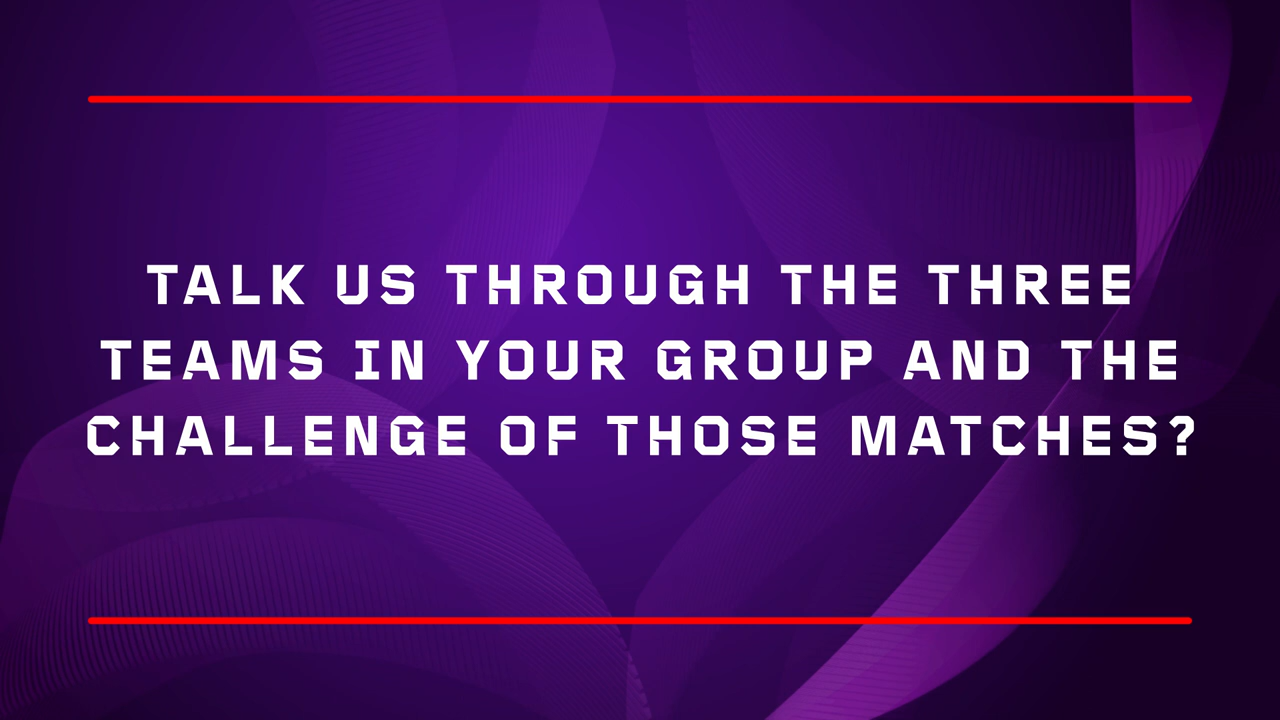 TALK US THROUGH THE THREE
TEAMS IN YOUR GROUP AND THE
CHALLENGE OF THOSE MATCHES?